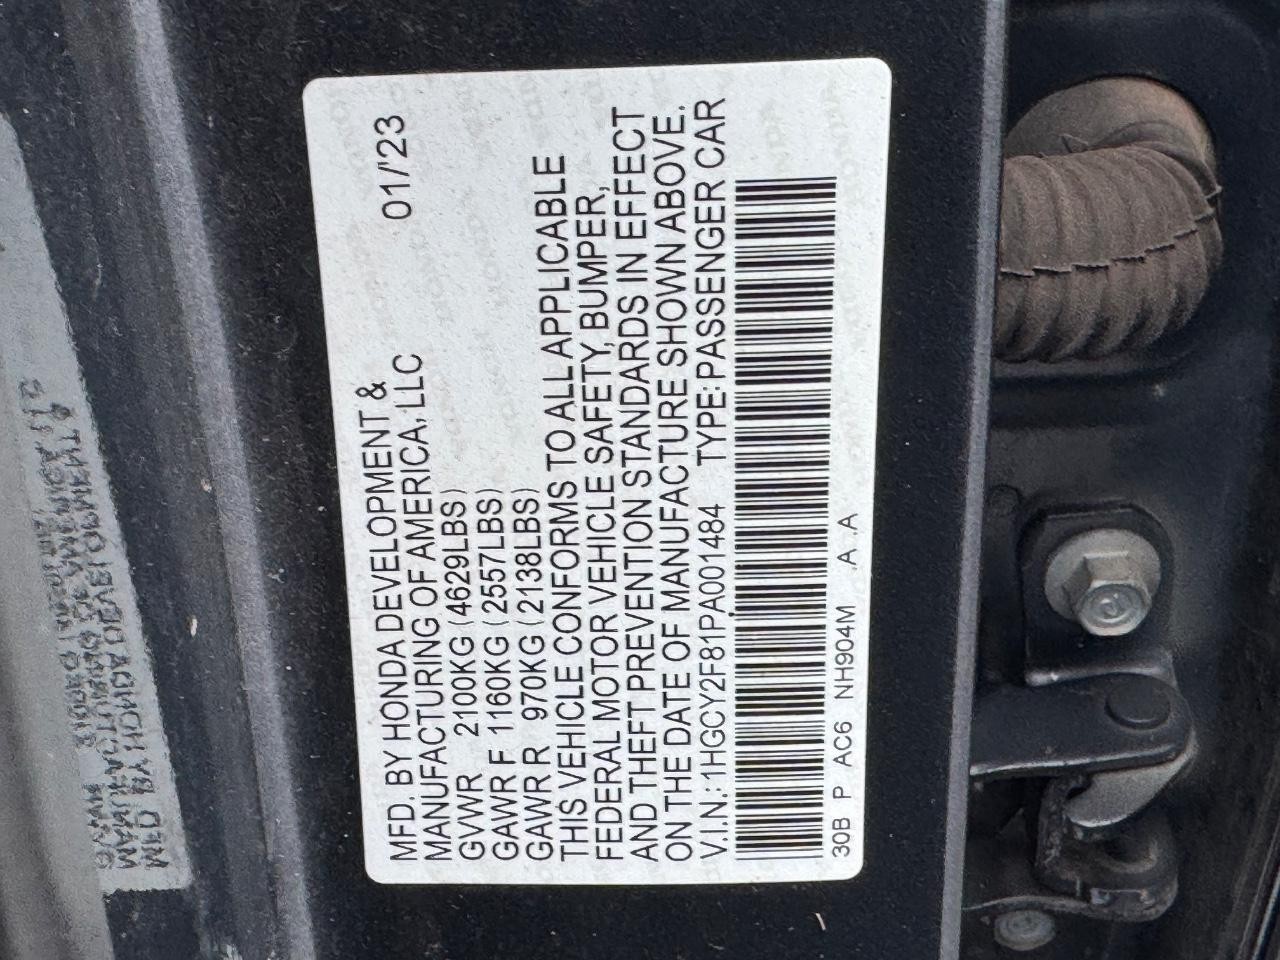 MFD. BY HONDA DEVELOPMENT &
MANUFACTURING OF AMERICA, LLC 01/'23
GVWR 2100KG (4629LBS)
GAWR F 1160KG (2557LBS)
GAWR R 970KG (2138LBS)
THIS VEHICLE CONFORMS TO ALL APPLICABLE
FEDERAL MOTOR VEHICLE SAFETY, BUMPER,
AND THEFT PREVENTION STANDARDS IN EFFECT
ON THE DATE OF MANUFACTURE SHOWN ABOVE.
V.I.N.: 1HGCY2F81PA001484 TYPE: PASSENGER CAR
30B P AC6 NH904M .A .A